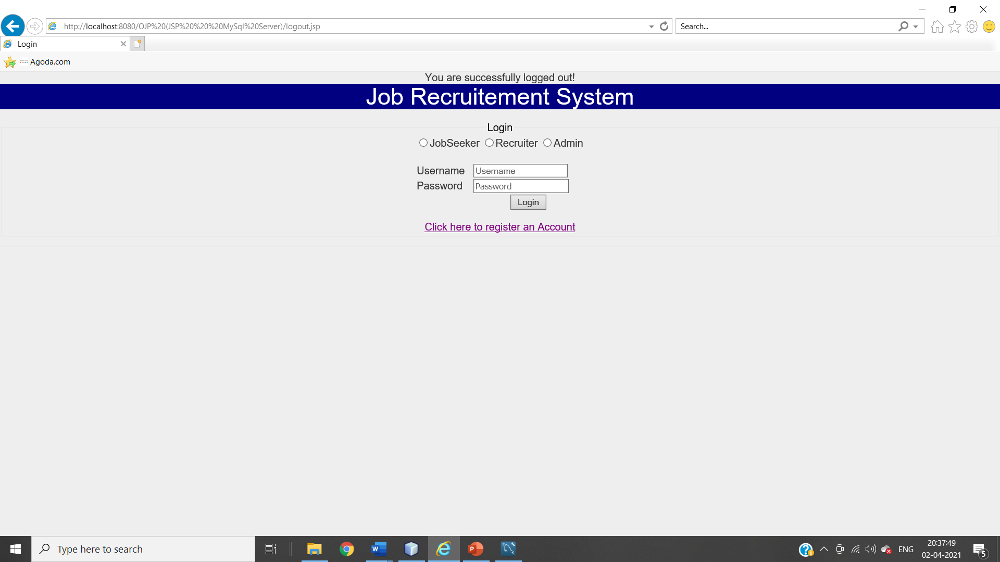 http://localhost:8080/OJP%20(JSP%20%20%20MySql%20Server)/logout.jsp
Search...
Login
Agoda.com
You are successfully logged out!
Job Recruitement System
Login
JobSeeker Recruiter Admin
Username Username
Password Password
Login
Click here to register an Account
Type here to search
ENG
20:37:49
02-04-2021
5